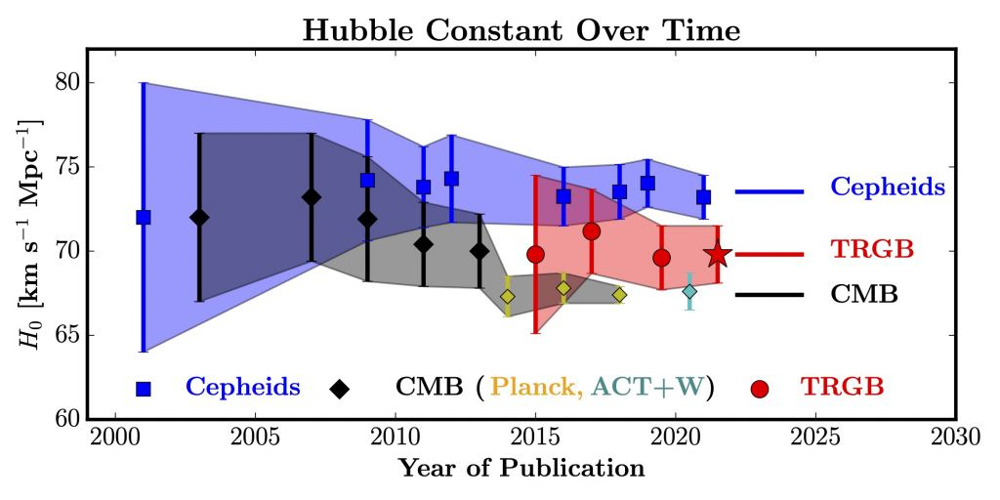 Hubble Constant Over Time
H₀ [km s⁻¹ Mpc⁻¹]
80
75
70
65
60
Cepheids
TRGB
CMB
Cepheids CMB (Planck, ACT+W) TRGB
2000 2005 2010 2015 2020 2025 2030
Year of Publication